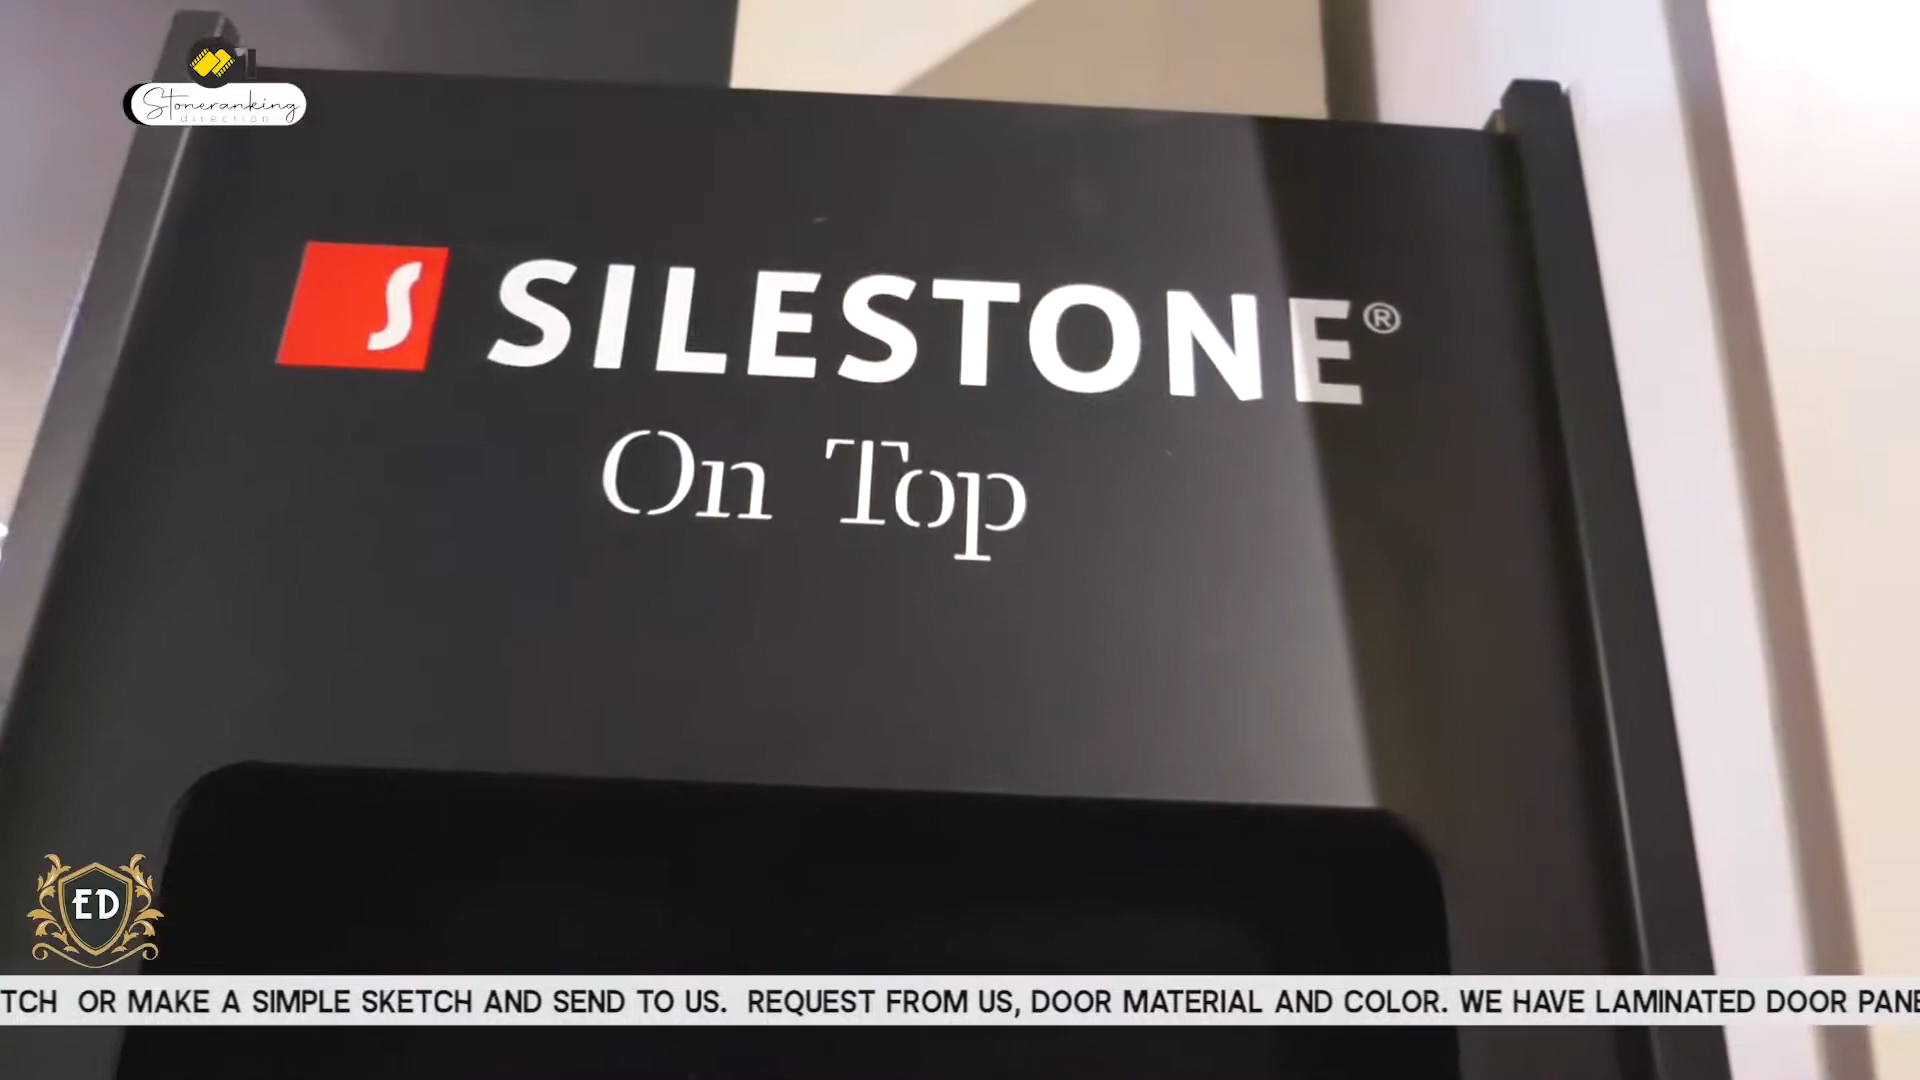 Stoneranking
direction
S SILESTONE®
On Top
ED
TCH OR MAKE A SIMPLE SKETCH AND SEND TO US. REQUEST FROM US, DOOR MATERIAL AND COLOR. WE HAVE LAMINATED DOOR PANE